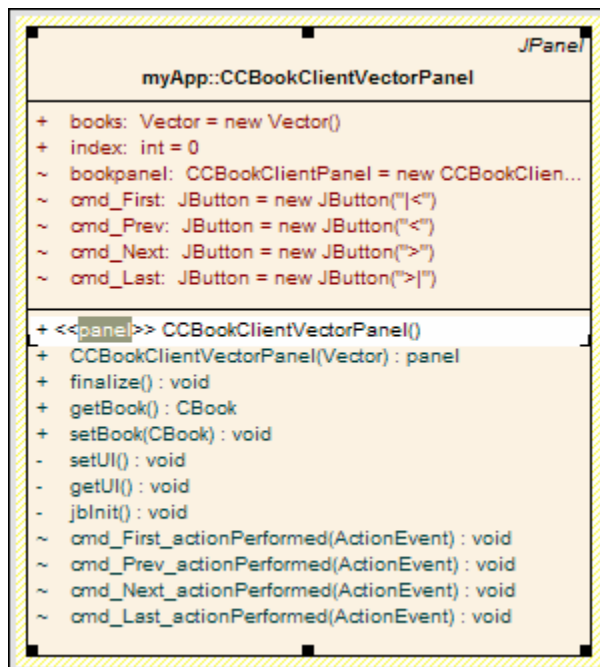 JPanel
myApp::CCBookClientVectorPanel
+ books: Vector = new Vector()
+ index: int = 0
~ bookpanel: CCBookClientPanel = new CCBookClien...
~ cmd_First: JButton = new JButton("|<")
~ cmd_Prev: JButton = new JButton("<")
~ cmd_Next: JButton = new JButton(">")
~ cmd_Last: JButton = new JButton(">|")
+ <<panel>> CCBookClientVectorPanel()
+ CCBookClientVectorPanel(Vector) : panel
+ finalize() : void
+ getBook() : CBook
+ setBook(CBook) : void
- setUI() : void
- getUI() : void
- jbInit() : void
~ cmd_First_actionPerformed(ActionEvent) : void
~ cmd_Prev_actionPerformed(ActionEvent) : void
~ cmd_Next_actionPerformed(ActionEvent) : void
~ cmd_Last_actionPerformed(ActionEvent) : void